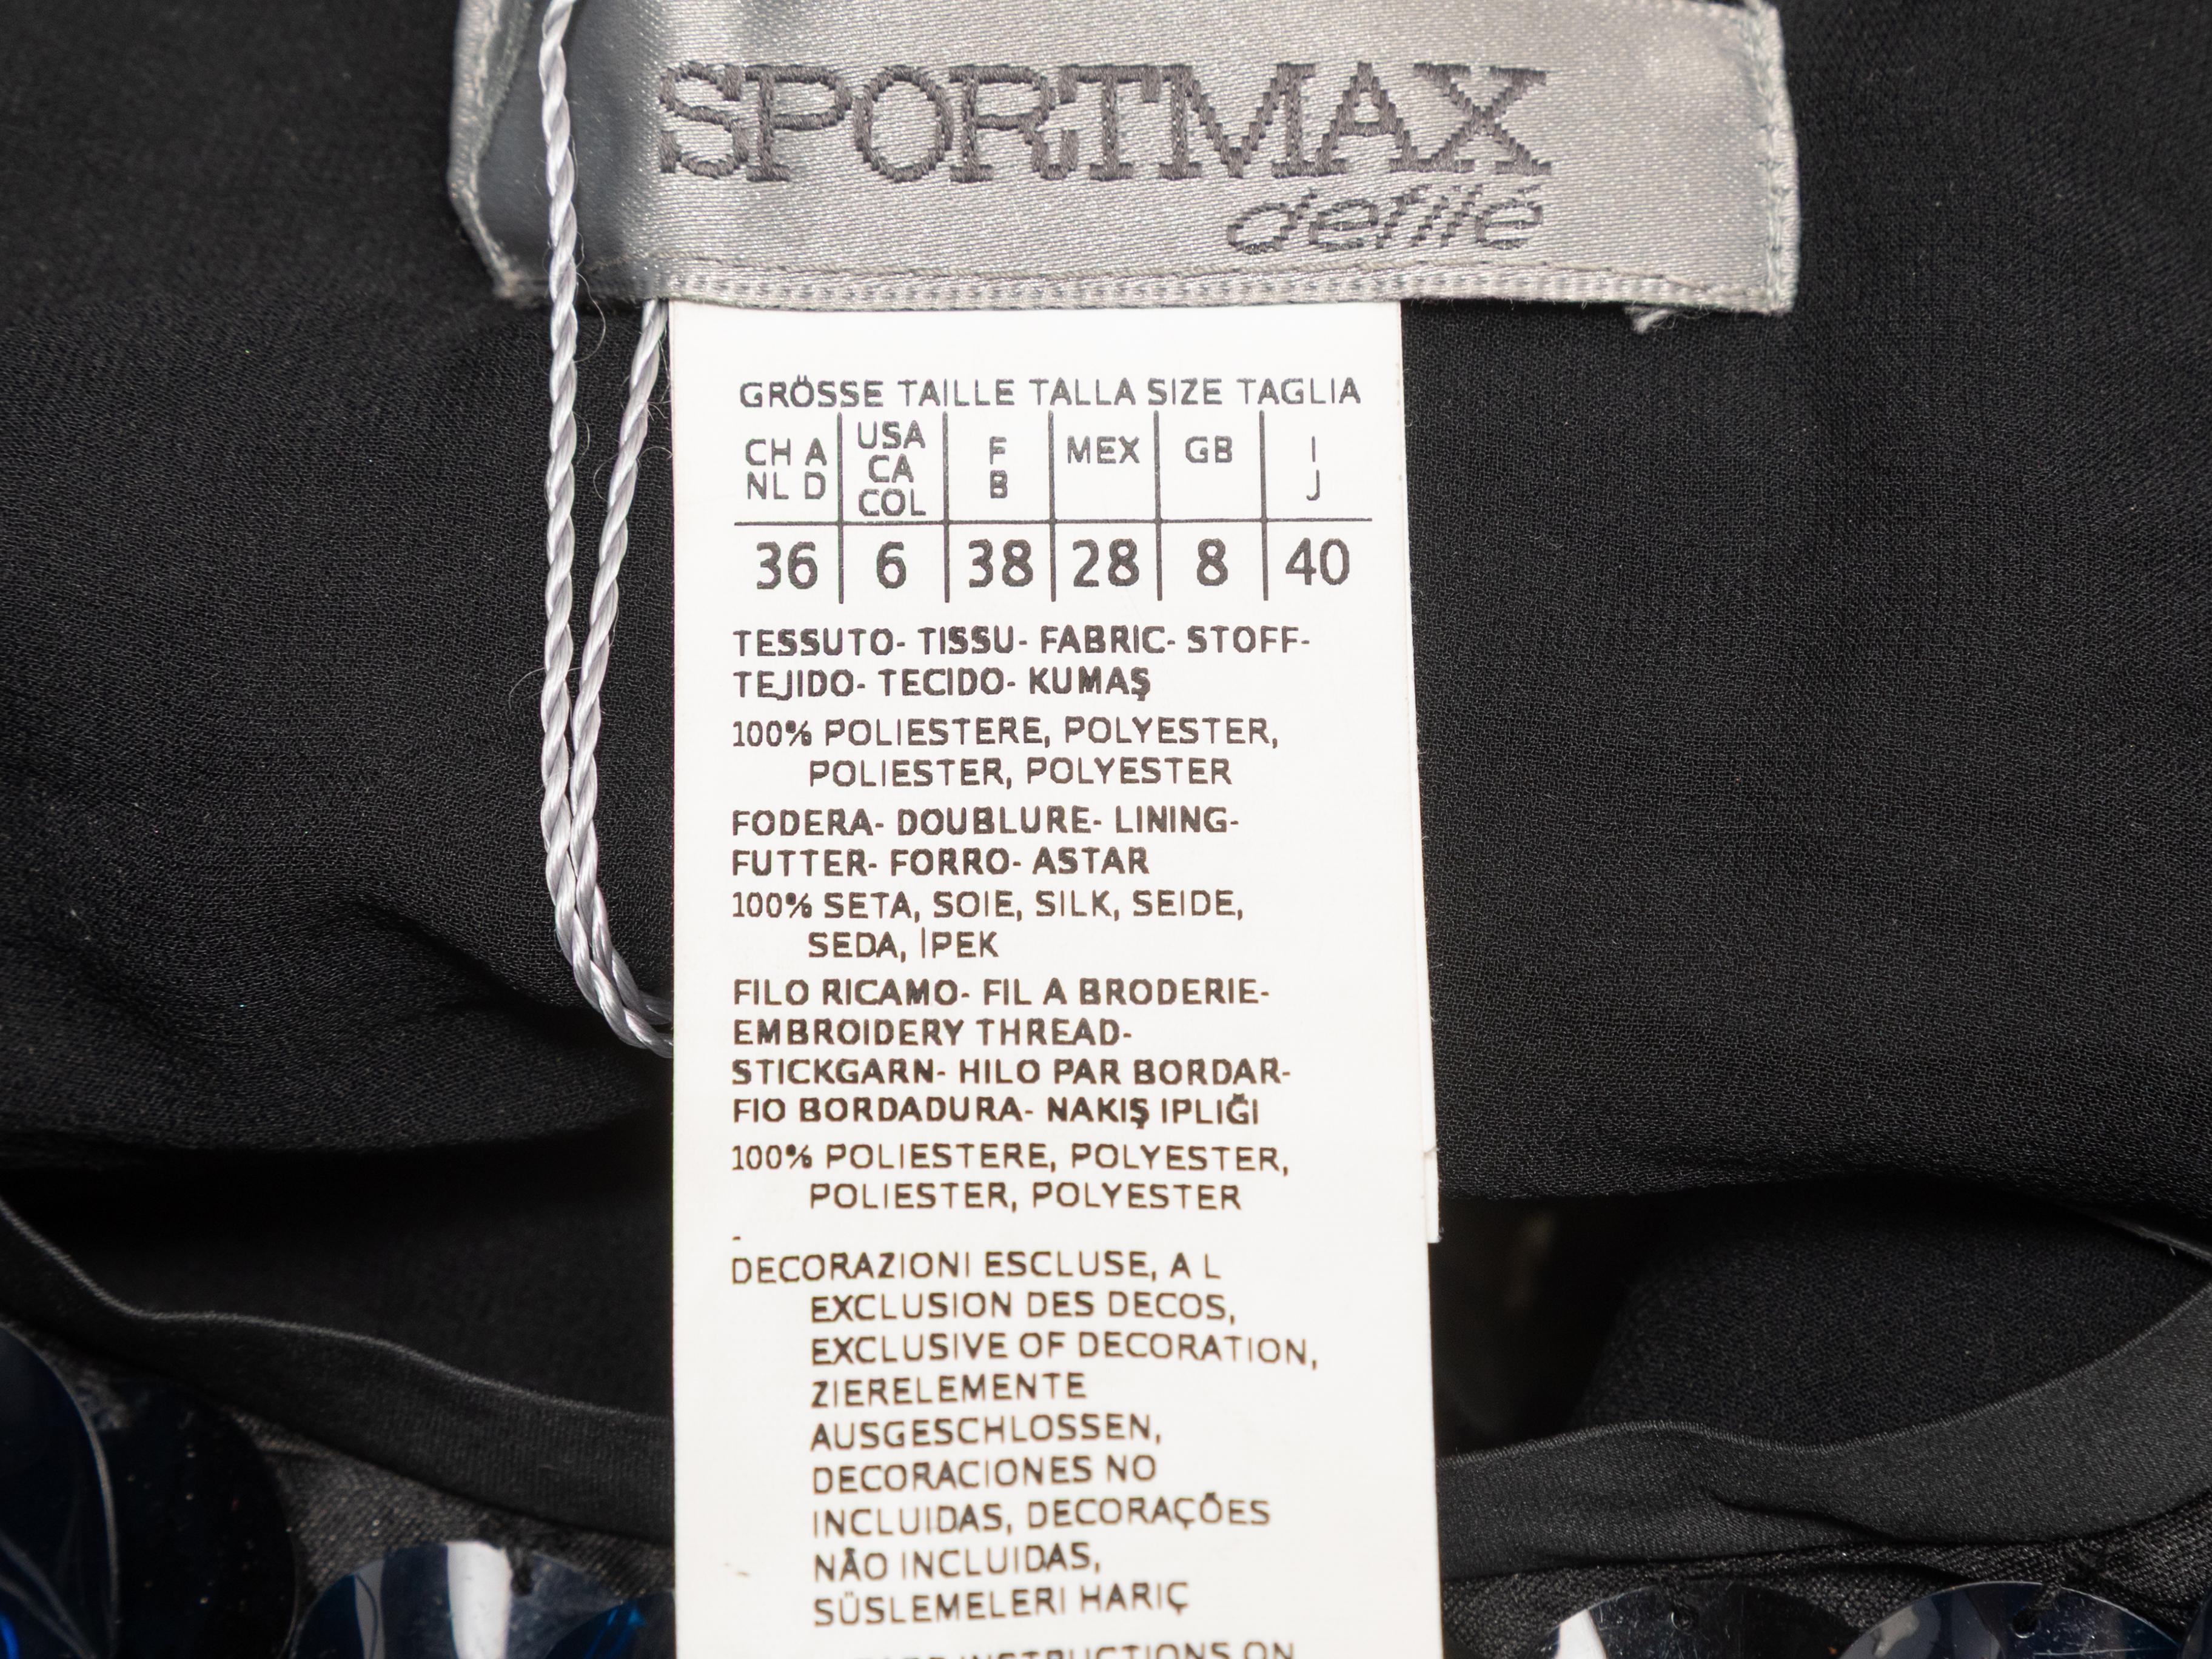 SPORTMAX
defilé
GRÖSSE TAILLE TALLA SIZE TAGLIA
CH A USA F MEX GB I
NL D CA B J
COL
36 6 38 28 8 40
TESSUTO- TISSU- FABRIC- STOFF-
TEJIDO- TECIDO- KUMAŞ
100% POLIESTERE, POLYESTER,
POLIESTER, POLYESTER
FODERA- DOUBLURE- LINING-
FUTTER- FORRO- ASTAR
100% SETA, SOIE, SILK, SEIDE,
SEDA, İPEK
FILO RICAMO- FIL A BRODERIE-
EMBROIDERY THREAD-
STICKGARN- HILO PAR BORDAR-
FIO BORDADURA- NAKIŞ IPLIĞI
100% POLIESTERE, POLYESTER,
POLIESTER, POLYESTER
-
DECORAZIONI ESCLUSE, A L
EXCLUSION DES DECOS,
EXCLUSIVE OF DECORATION,
ZIERELEMENTE
AUSGESCHLOSSEN,
DECORACIONES NO
INCLUIDAS, DECORAÇÕES
NÃO INCLUIDAS,
SÜSLEMELERI HARIÇ
INSTRUCTIONS ON